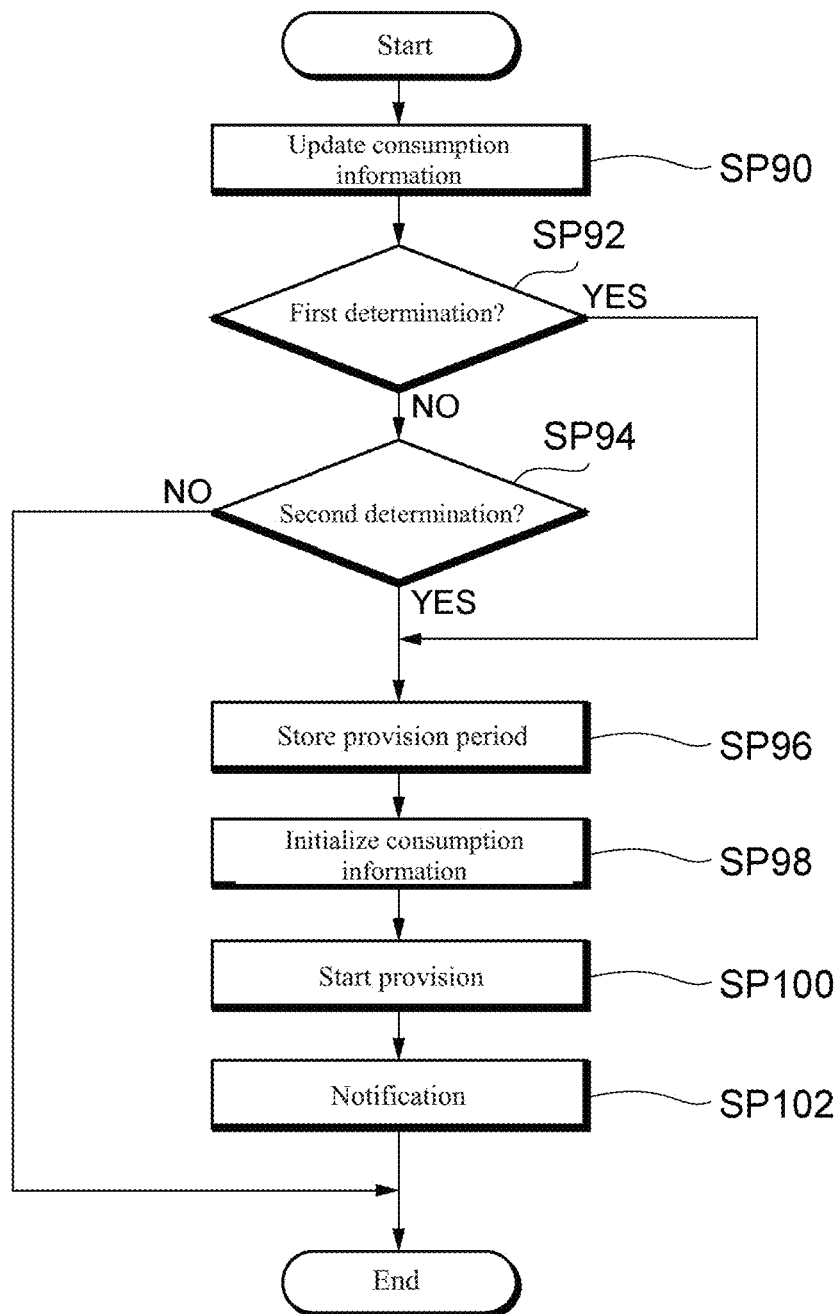 Start
Update consumption
information
SP90
SP92
First determination?
YES
NO
SP94
NO
Second determination?
YES
Store provision period
SP96
Initialize consumption
information
SP98
Start provision
SP100
Notification
SP102
End